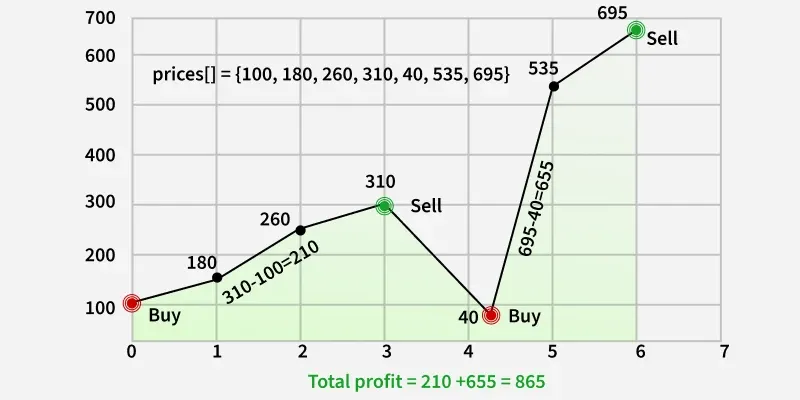 700
695
Sell
600
prices[] = {100, 180, 260, 310, 40, 535, 695}
535
500
400
310
300
Sell
260
695-40=655
200
180
310-100=210
100
Buy
40
Buy
0 1 2 3 4 5 6 7
Total profit = 210 +655 = 865